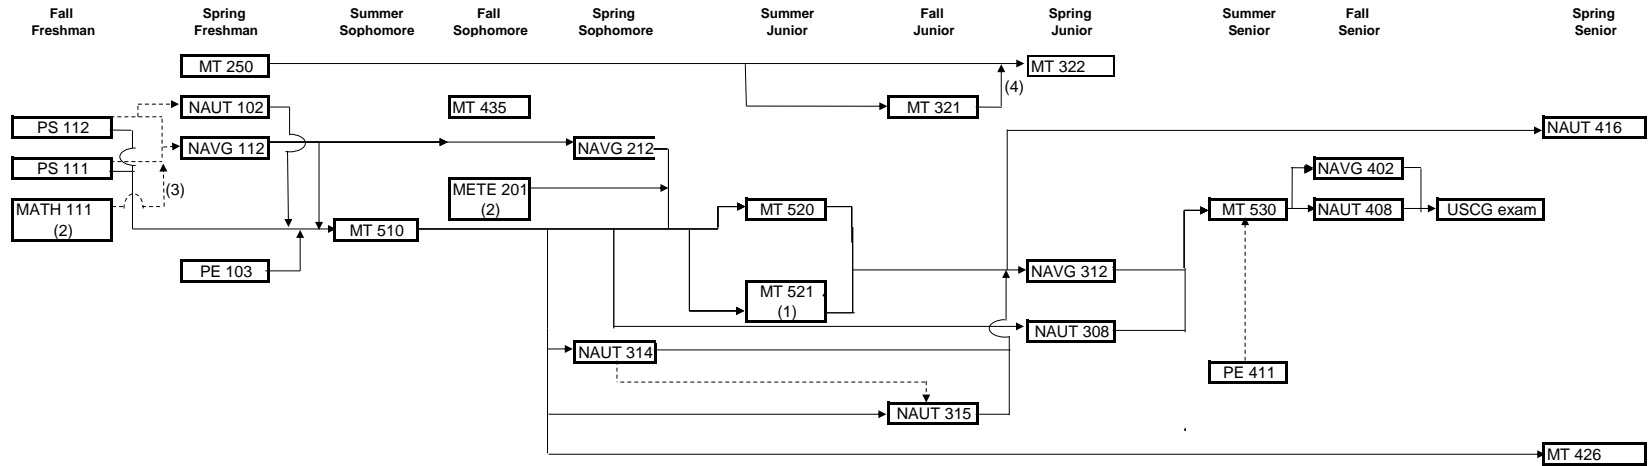 Fall
Freshman
Spring
Freshman
Summer
Sophomore
Fall
Sophomore
Spring
Sophomore
Summer
Junior
Fall
Junior
Spring
Junior
Summer
Senior
Fall
Senior
Spring
Senior
MT 250
MT 322
(4)
NAUT 102
MT 435
MT 321
PS 112
NAUT 416
NAVG 112
NAVG 212
PS 111
NAVG 402
(3)
METE 201
(2)
MATH 111
(2)
MT 520
MT 530
NAUT 408
USCG exam
MT 510
PE 103
NAVG 312
MT 521
(1)
NAUT 308
NAUT 314
PE 411
NAUT 315
MT 426